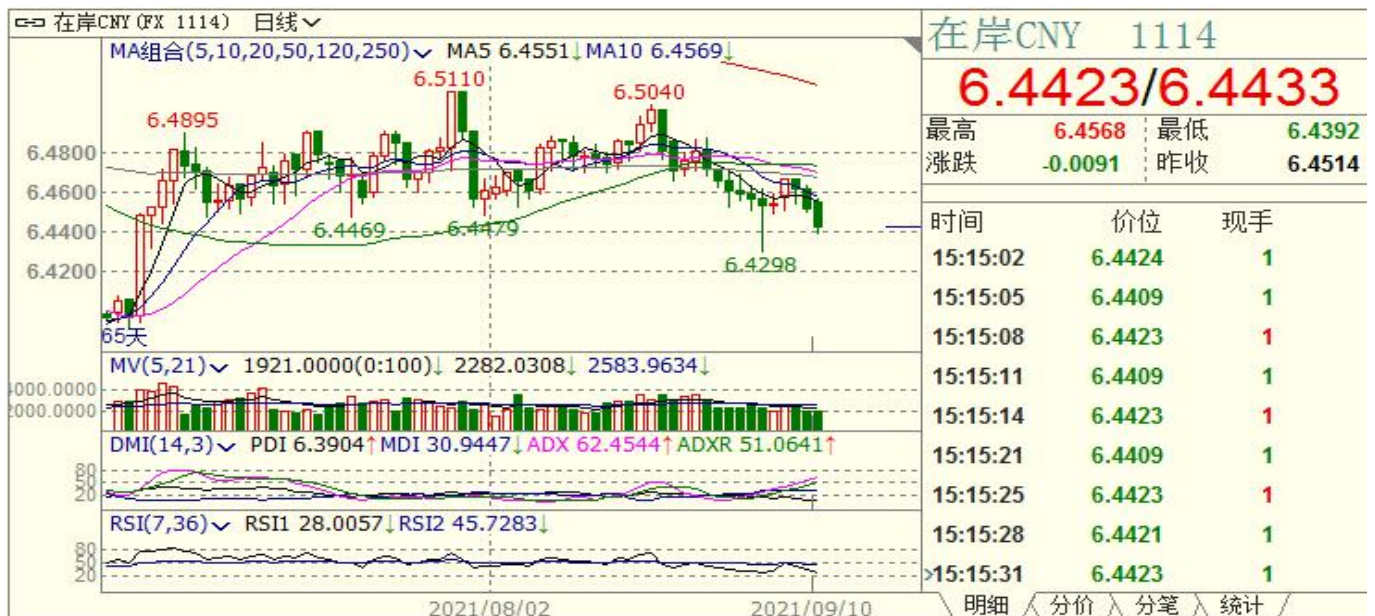 在岸CNY(FX 1114) 日线
MA组合(5,10,20,50,120,250) MA5 6.4551↓MA10 6.4569↓
6.5110
6.5040
6.4895
6.4800
6.4600
6.4400
6.4200
6.4469
6.4479
6.4298
65天
MV(5,21) 1921.0000(0:100)↓ 2282.0308↓ 2583.9634↓
4000.0000
2000.0000
DMI(14,3) PDI 6.3904↑MDI 30.9447↓ADX 62.4544↑ADXR 51.0641↑
80
50
20
RSI(7,36) RSI1 28.0057↓RSI2 45.7283↓
80
50
20
2021/08/02 2021/09/10
在岸CNY 1114
6.4423/6.4433
最高 6.4568 最低 6.4392
涨跌 -0.0091 昨收 6.4514
时间 价位 现手
15:15:02 6.4424 1
15:15:05 6.4409 1
15:15:08 6.4423 1
15:15:11 6.4409 1
15:15:14 6.4423 1
15:15:21 6.4409 1
15:15:25 6.4423 1
15:15:28 6.4421 1
>15:15:31 6.4423 1
明细 分价 分笔 统计